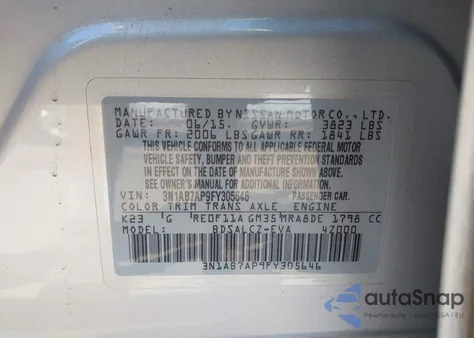 MANUFACTURED BY NISSAN MOTOR CO., LTD.
DATE: 06/15. GVWR: 3823 LBS
GAWR FR: 2006 LBS GAWR RR: 1841 LBS
THIS VEHICLE CONFORMS TO ALL APPLICABLE FEDERAL MOTOR
VEHICLE SAFETY, BUMPER AND THEFT PREVENTION STANDARDS
IN EFFECT ON THE DATE OF MANUFACTURE SHOWN ABOVE.
SEE OWNER'S MANUAL FOR LOADING.
VIN: 3N1AB7AP9FY305646 PASSENGER CAR.
COLOR TRIM TRANS AXLE ENGINE
K23 G RE0F11A GM35 MRA8DE 1798 CC
MODEL: BDSALCZ-EVA 4Z000
3N1AB7AP9FY305646
autoSnap